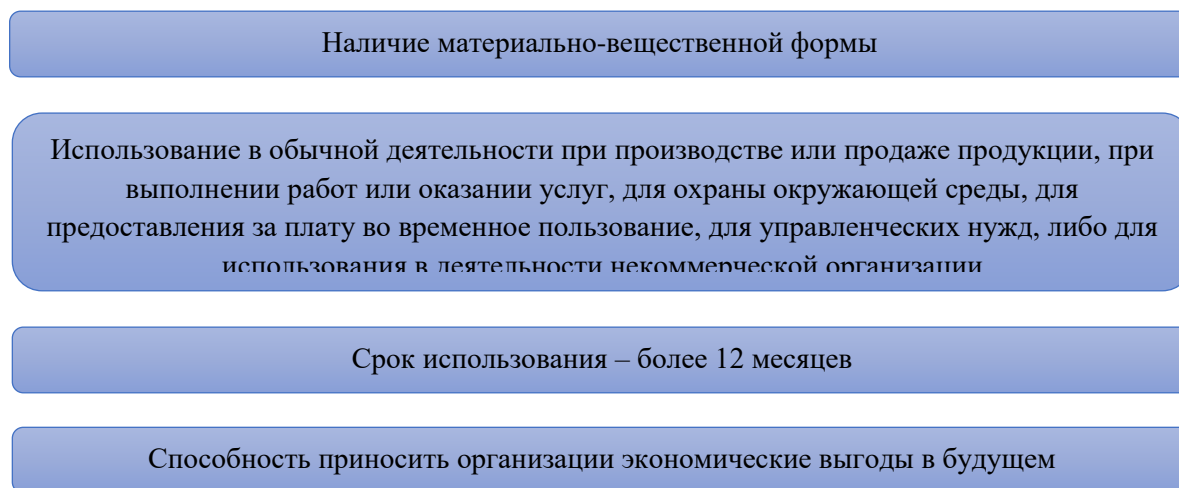 Наличие материально-вещественной формы
Использование в обычной деятельности при производстве или продаже продукции, при
выполнении работ или оказании услуг, для охраны окружающей среды, для
предоставления за плату во временное пользование, для управленческих нужд, либо для
использования в деятельности некоммерческой организации
Срок использования – более 12 месяцев
Способность приносить организации экономические выгоды в будущем